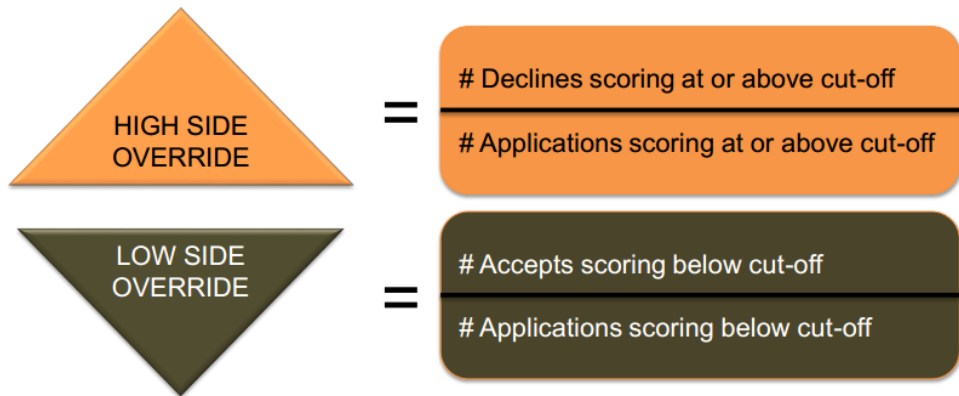 HIGH SIDE
OVERRIDE
=
# Declines scoring at or above cut-off
# Applications scoring at or above cut-off
LOW SIDE
OVERRIDE
=
# Accepts scoring below cut-off
# Applications scoring below cut-off